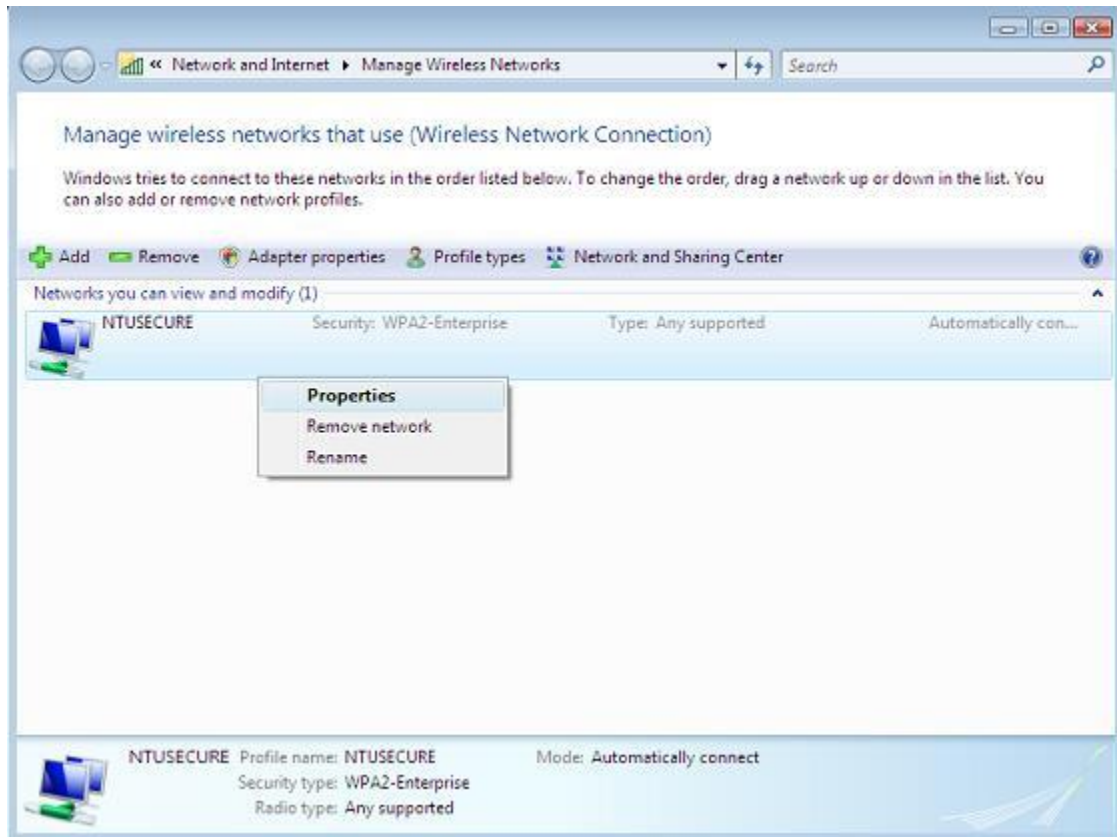 « Network and Internet ▸ Manage Wireless Networks Search
Manage wireless networks that use (Wireless Network Connection)
Windows tries to connect to these networks in the order listed below. To change the order, drag a network up or down in the list. You
can also add or remove network profiles.
Add Remove Adapter properties Profile types Network and Sharing Center
Networks you can view and modify (1)
NTUSECURE Security: WPA2-Enterprise Type: Any supported Automatically con...
Properties
Remove network
Rename
NTUSECURE Profile name: NTUSECURE Mode: Automatically connect
Security type: WPA2-Enterprise
Radio type: Any supported